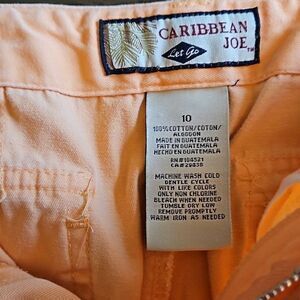 CARIBBEAN
JOE
Let Go
10
100%COTTON/COTON/
ALGODON
MADE IN GUATEMALA
FAIT EN GUATEMALA
HECHO EN GUATEMALA
RN#108521
CA#29838
MACHINE WASH COLD
GENTLE CYCLE
WITH LIKE COLORS
ONLY NON CHLORINE
BLEACH WHEN NEEDED
TUMBLE DRY LOW
REMOVE PROMPTLY
WARM IRON AS NEEDED